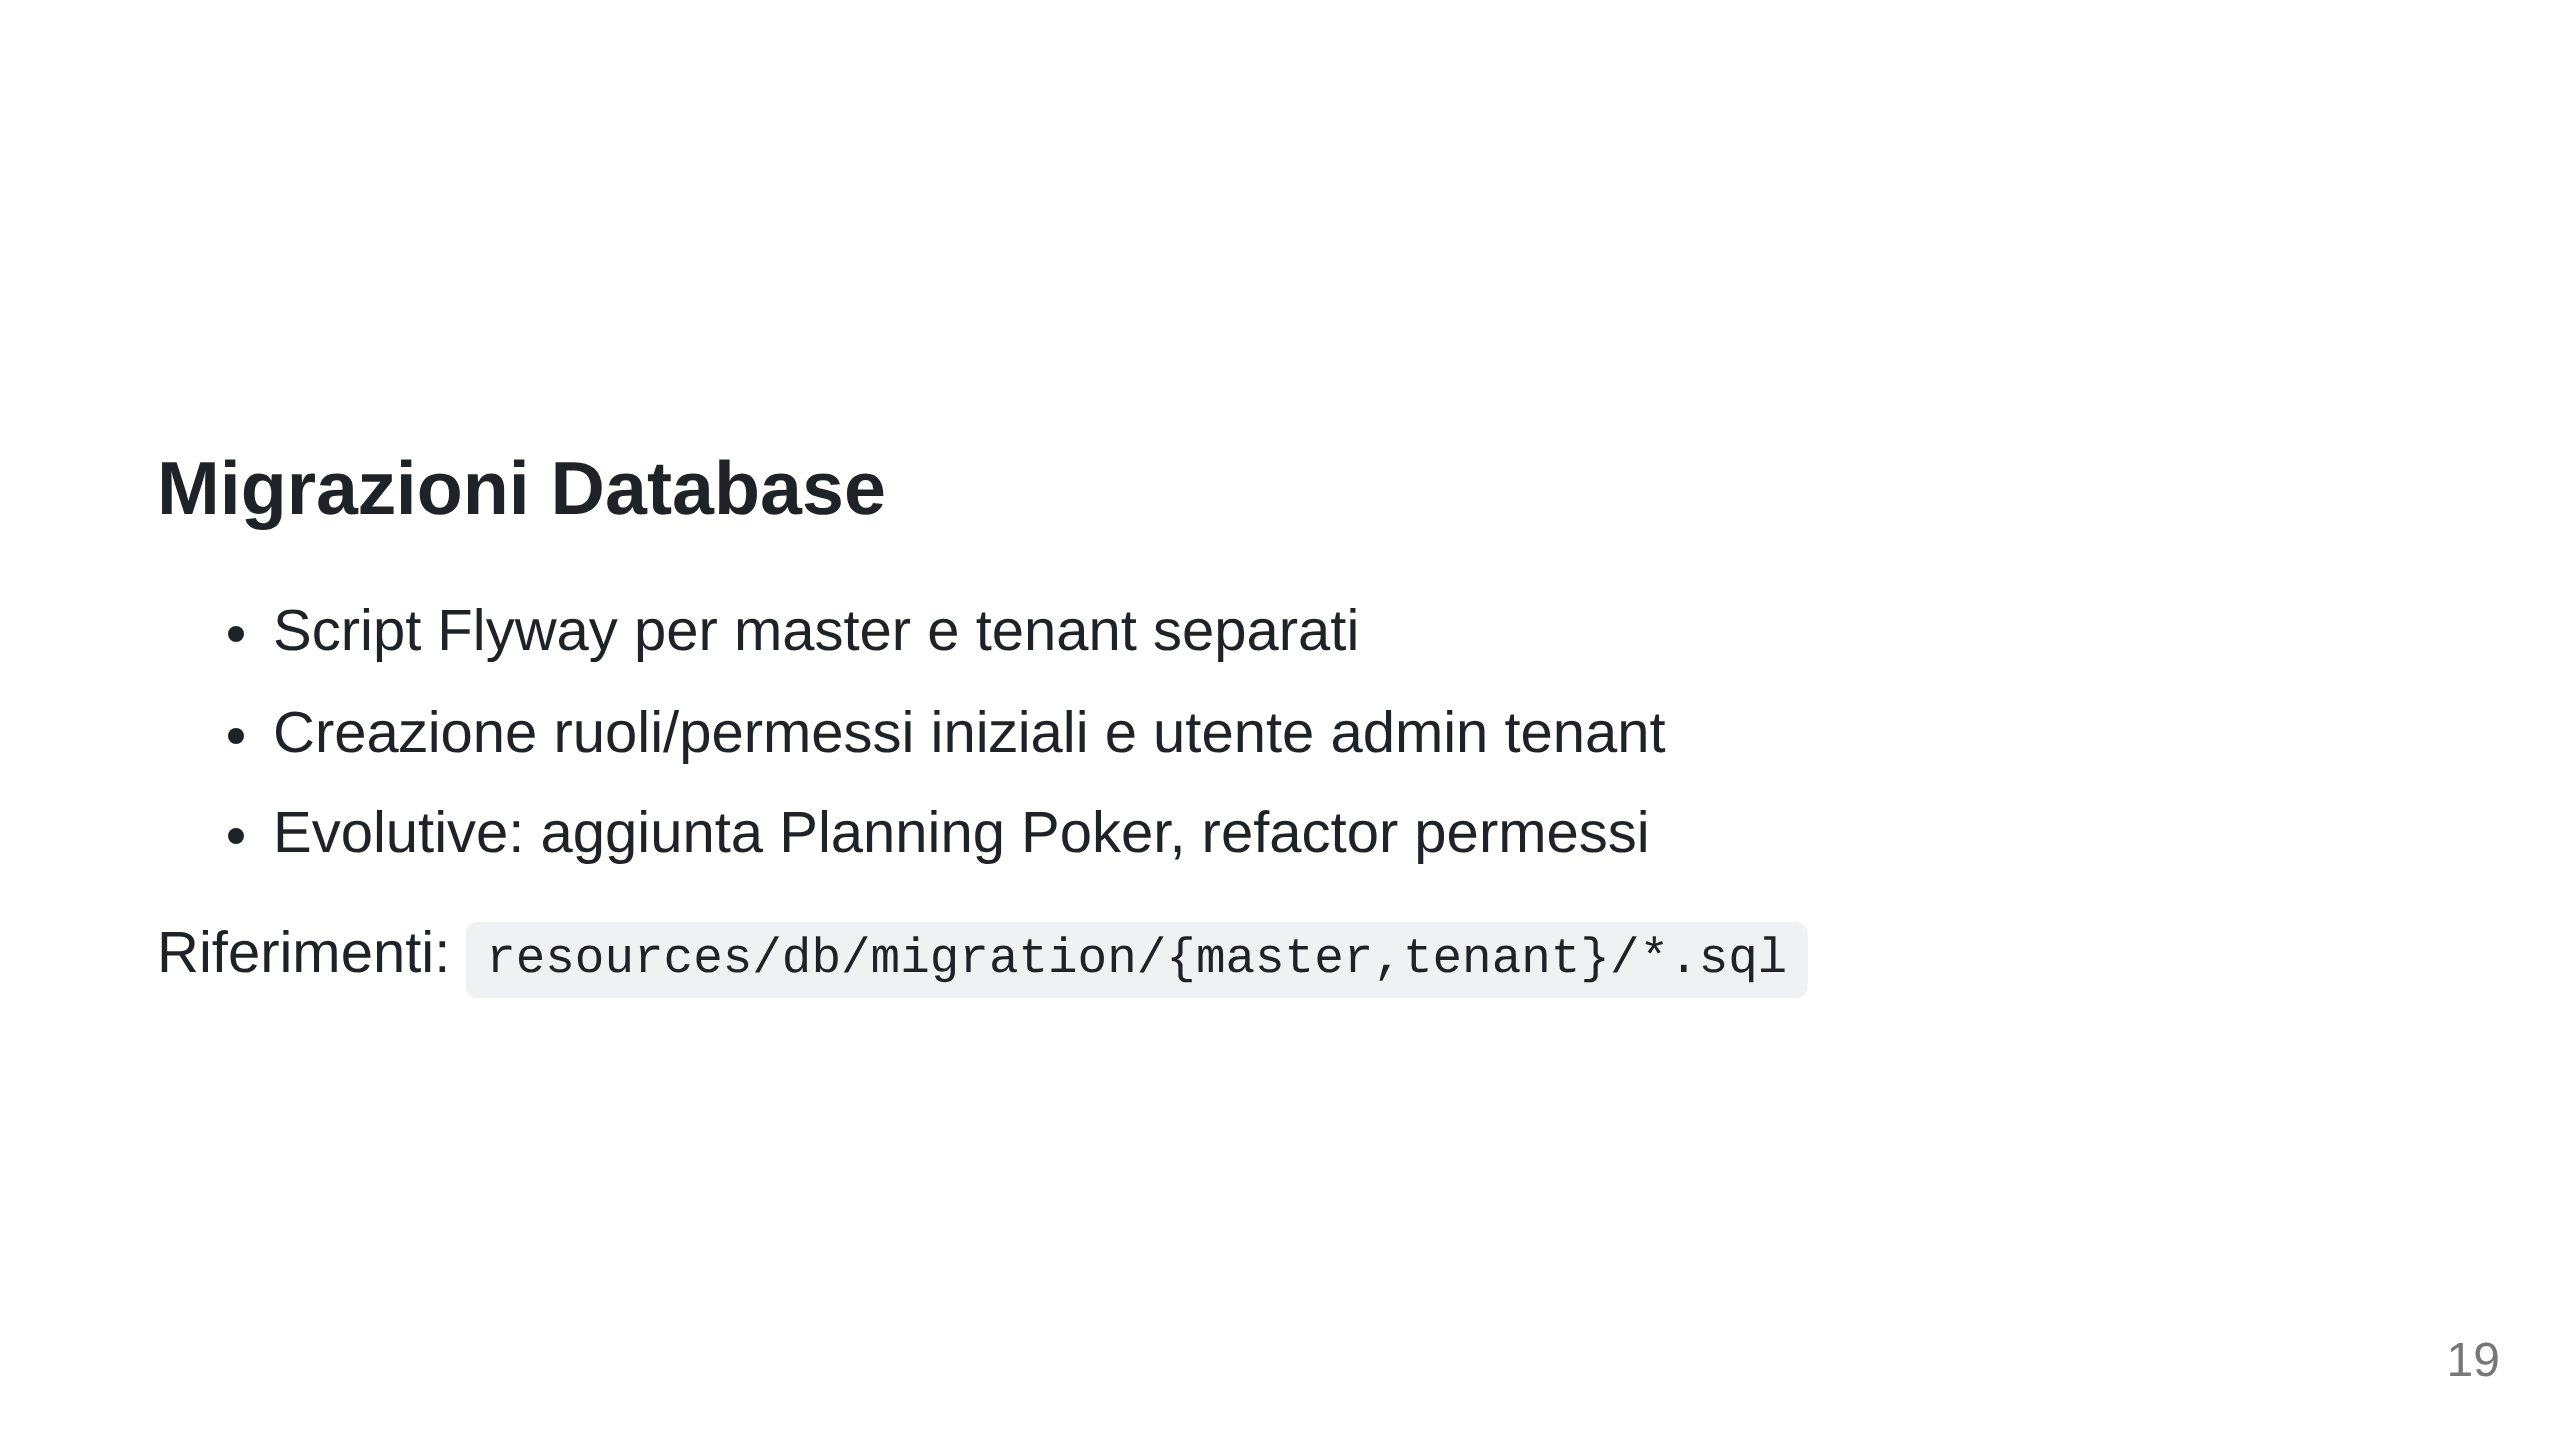 Migrazioni Database
• Script Flyway per master e tenant separati
• Creazione ruoli/permessi iniziali e utente admin tenant
• Evolutive: aggiunta Planning Poker, refactor permessi
Riferimenti: resources/db/migration/{master,tenant}/*.sql
19